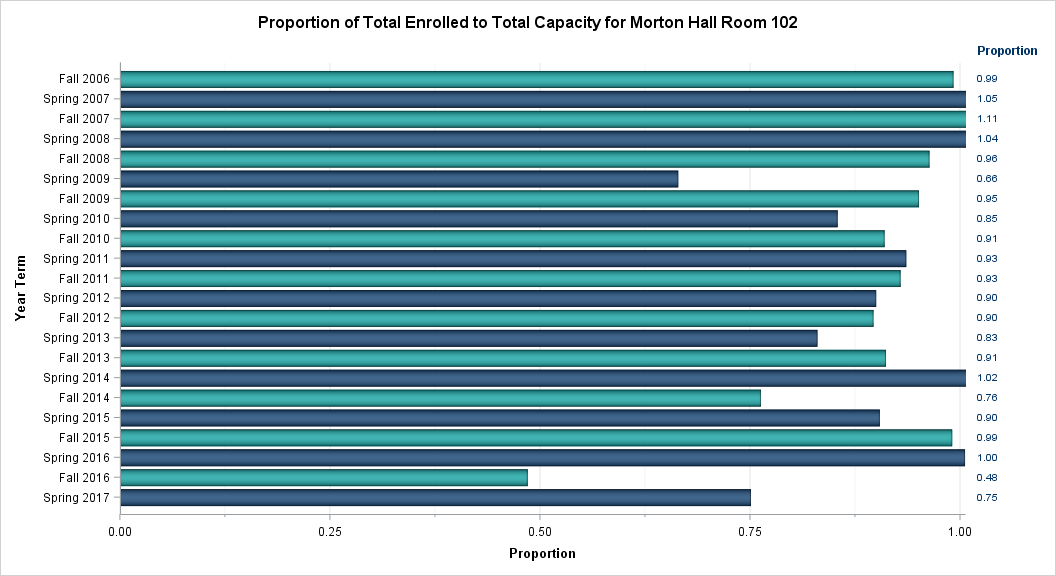 Proportion of Total Enrolled to Total Capacity for Morton Hall Room 102
Proportion
Fall 2006 0.99
Spring 2007 1.05
Fall 2007 1.11
Spring 2008 1.04
Fall 2008 0.96
Spring 2009 0.66
Fall 2009 0.95
Spring 2010 0.85
Fall 2010 0.91
Spring 2011 0.93
Fall 2011 0.93
Spring 2012 0.90
Fall 2012 0.90
Spring 2013 0.83
Fall 2013 0.91
Spring 2014 1.02
Fall 2014 0.76
Spring 2015 0.90
Fall 2015 0.99
Spring 2016 1.00
Fall 2016 0.48
Spring 2017 0.75
Year Term
0.00 0.25 0.50 0.75 1.00
Proportion